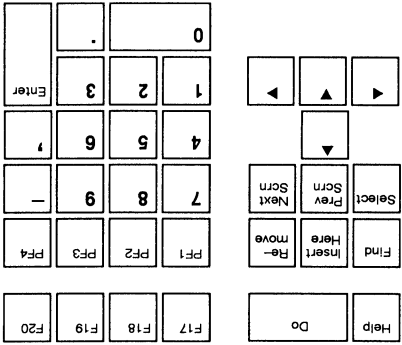 Help Do F17 F18 F19 F20
Find Insert Here Re-move PF1 PF2 PF3 PF4
Select Prev Scrn Next Scrn 7 8 9 –
4 5 6 ,
1 2 3 Enter
0 .